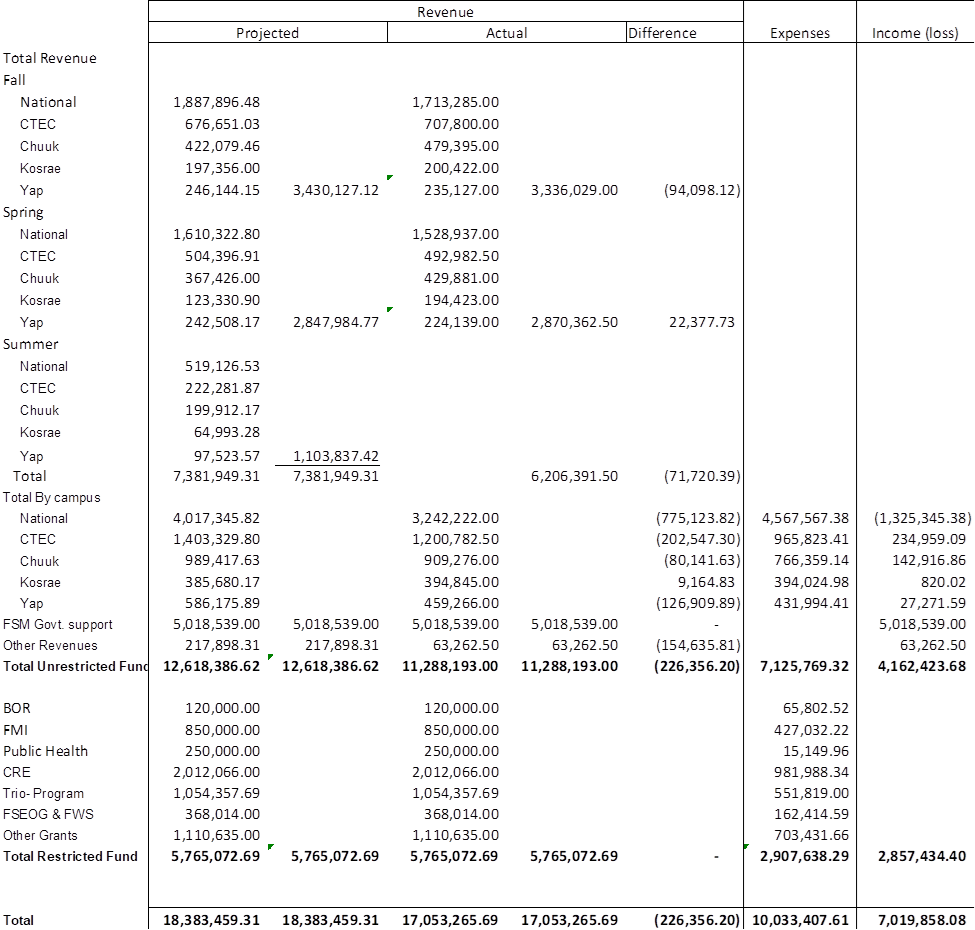 Revenue
Projected Actual Difference Expenses Income (loss)
Total Revenue
Fall
National 1,887,896.48 1,713,285.00
CTEC 676,651.03 707,800.00
Chuuk 422,079.46 479,395.00
Kosrae 197,356.00 200,422.00
Yap 246,144.15 3,430,127.12 235,127.00 3,336,029.00 (94,098.12)
Spring
National 1,610,322.80 1,528,937.00
CTEC 504,396.91 492,982.50
Chuuk 367,426.00 429,881.00
Kosrae 123,330.90 194,423.00
Yap 242,508.17 2,847,984.77 224,139.00 2,870,362.50 22,377.73
Summer
National 519,126.53
CTEC 222,281.87
Chuuk 199,912.17
Kosrae 64,993.28
Yap 97,523.57 1,103,837.42
Total 7,381,949.31 7,381,949.31 6,206,391.50 (71,720.39)
Total By campus
National 4,017,345.82 3,242,222.00 (775,123.82) 4,567,567.38 (1,325,345.38)
CTEC 1,403,329.80 1,200,782.50 (202,547.30) 965,823.41 234,959.09
Chuuk 989,417.63 909,276.00 (80,141.63) 766,359.14 142,916.86
Kosrae 385,680.17 394,845.00 9,164.83 394,024.98 820.02
Yap 586,175.89 459,266.00 (126,909.89) 431,994.41 27,271.59
FSM Govt. support 5,018,539.00 5,018,539.00 5,018,539.00 5,018,539.00 - 5,018,539.00
Other Revenues 217,898.31 217,898.31 63,262.50 63,262.50 (154,635.81) 63,262.50
Total Unrestricted Fund 12,618,386.62 12,618,386.62 11,288,193.00 11,288,193.00 (226,356.20) 7,125,769.32 4,162,423.68
BOR 120,000.00 120,000.00 65,802.52
FMI 850,000.00 850,000.00 427,032.22
Public Health 250,000.00 250,000.00 15,149.96
CRE 2,012,066.00 2,012,066.00 981,988.34
Trio- Program 1,054,357.69 1,054,357.69 551,819.00
FSEOG & FWS 368,014.00 368,014.00 162,414.59
Other Grants 1,110,635.00 1,110,635.00 703,431.66
Total Restricted Fund 5,765,072.69 5,765,072.69 5,765,072.69 5,765,072.69 - 2,907,638.29 2,857,434.40
Total 18,383,459.31 18,383,459.31 17,053,265.69 17,053,265.69 (226,356.20) 10,033,407.61 7,019,858.08